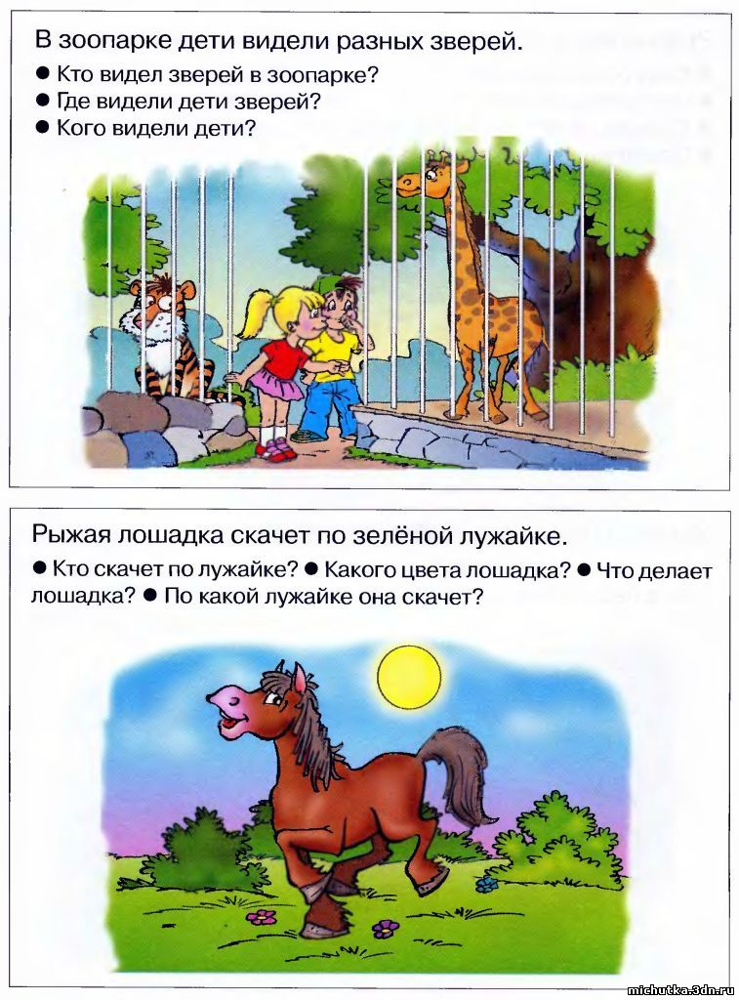 В зоопарке дети видели разных зверей.
● Кто видел зверей в зоопарке?
● Где видели дети зверей?
● Кого видели дети?
Рыжая лошадка скачет по зелёной лужайке.
● Кто скачет по лужайке? ● Какого цвета лошадка? ● Что делает
лошадка? ● По какой лужайке она скачет?
michutka.3dn.ru